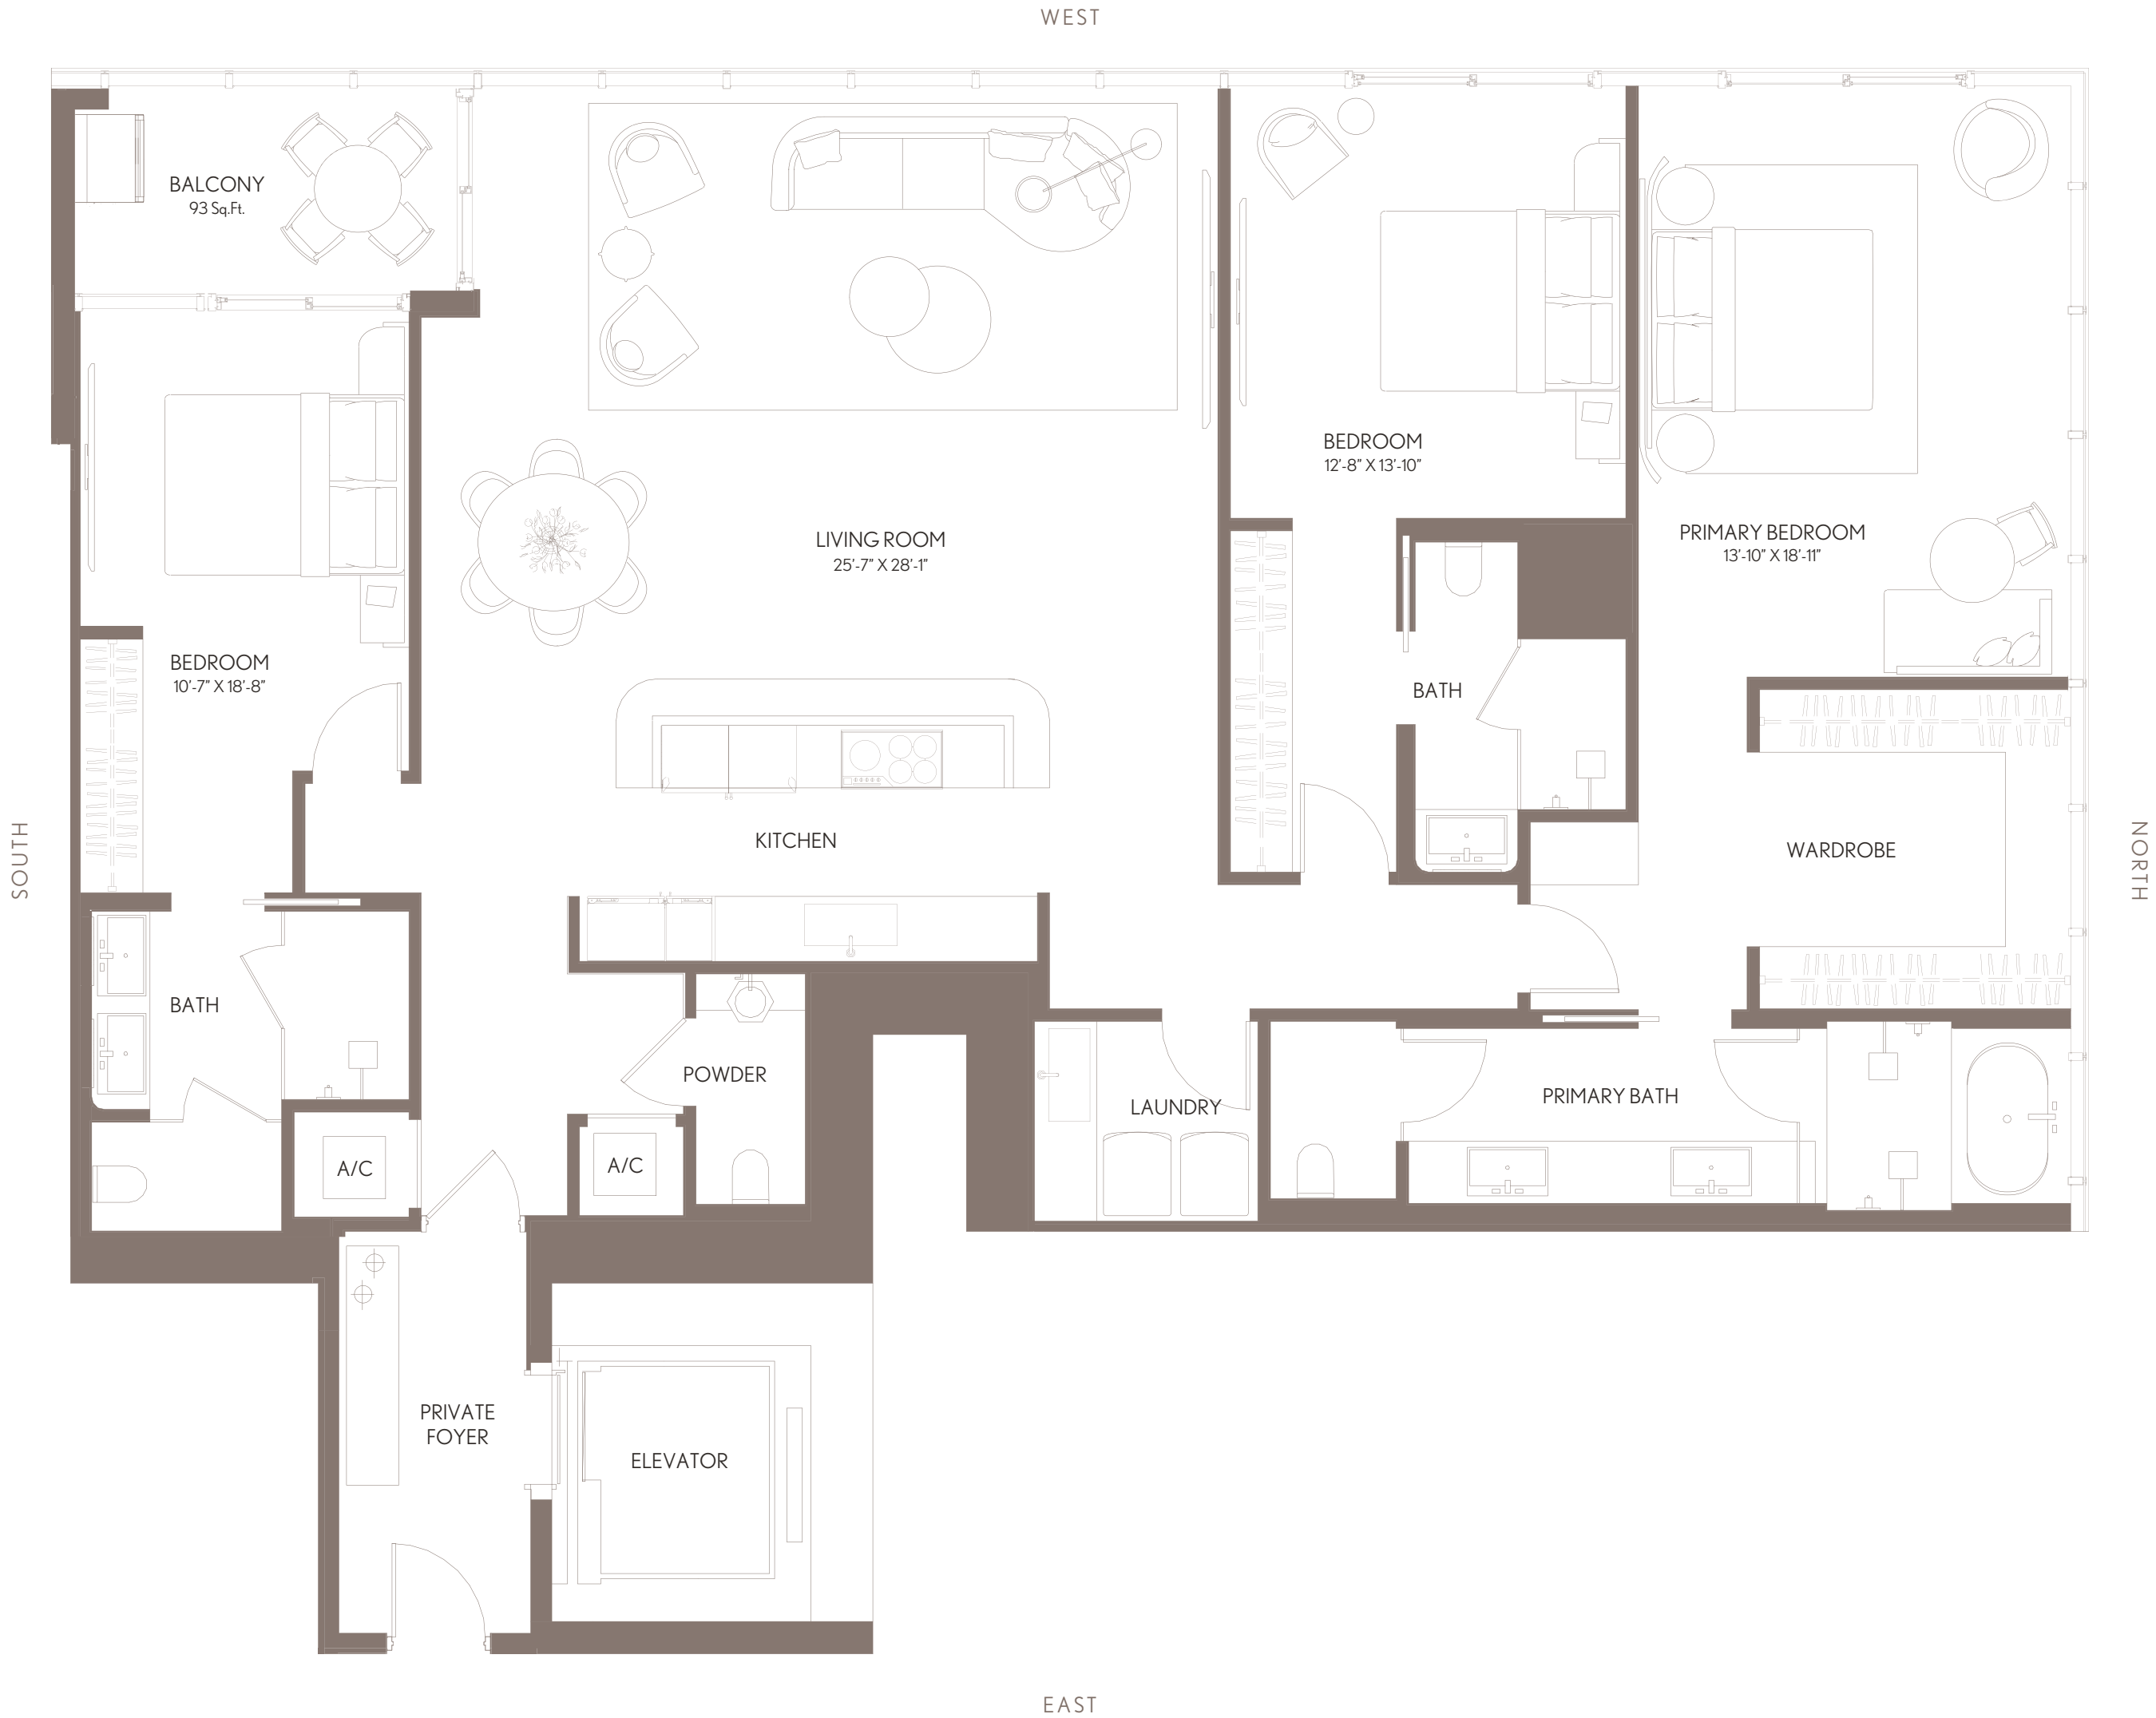 WEST
BALCONY
93 Sq.Ft.
BEDROOM
12'-8" X 13'-10"
LIVING ROOM
25'-7" X 28'-1"
PRIMARY BEDROOM
13'-10" X 18'-11"
BEDROOM
10'-7" X 18'-8"
BATH
KITCHEN
WARDROBE
SOUTH
NORTH
BATH
POWDER
LAUNDRY
PRIMARY BATH
A/C
A/C
PRIVATE
FOYER
ELEVATOR
EAST